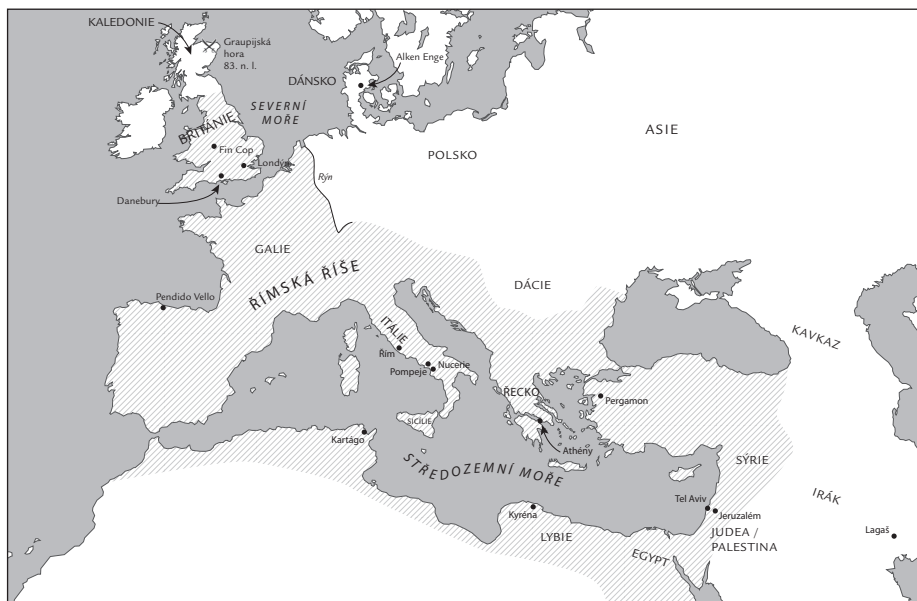 KALEDONIE
Graupijská
hora
83. n. l.
Alken Enge
DÁNSKO
SEVERNÍ
MOŘE
BRITÁNIE
ASIE
POLSKO
Fin Cop
Londýn
Rýn
Danebury
GALIE
ŘÍMSKÁ ŘÍŠE
DÁCIE
Pendido Vello
KAVKAZ
ITÁLIE
Řím
Nucerie
Pompeje
ŘECKO
Pergamon
SICÍLIE
Kartágo
Athény
STŘEDOZEMNÍ MOŘE
SÝRIE
Tel Aviv
IRÁK
Kyréna
Jeruzalém
Lagaš
LYBIE
JUDEA /
PALESTINA
EGYPT